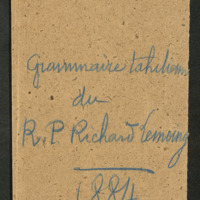 Grammaire tahitienne
du
R. P Richard Lemoing
1884